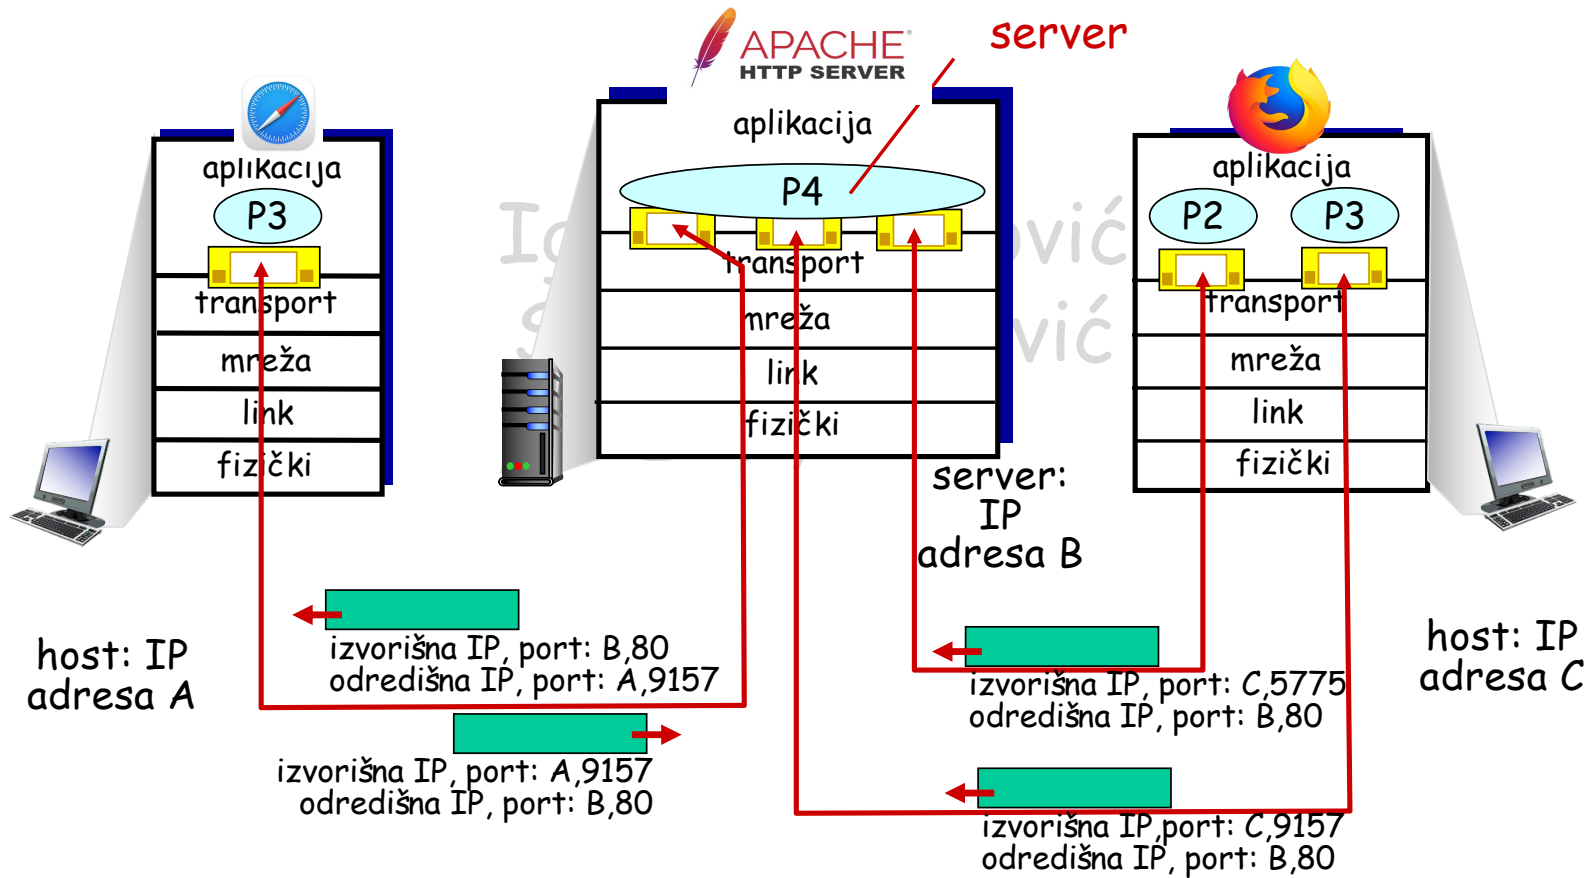 APACHE
HTTP SERVER
server
aplikacija
P3
transport
mreža
link
fizički
host: IP
adresa A
aplikacija
P4
transport
mreža
link
fizički
server:
IP
adresa B
aplikacija
P2
P3
transport
mreža
link
fizički
host: IP
adresa C
izvorišna IP, port: B,80
odredišna IP, port: A,9157
izvorišna IP, port: A,9157
odredišna IP, port: B,80
izvorišna IP, port: C,5775
odredišna IP, port: B,80
izvorišna IP,port: C,9157
odredišna IP, port: B,80